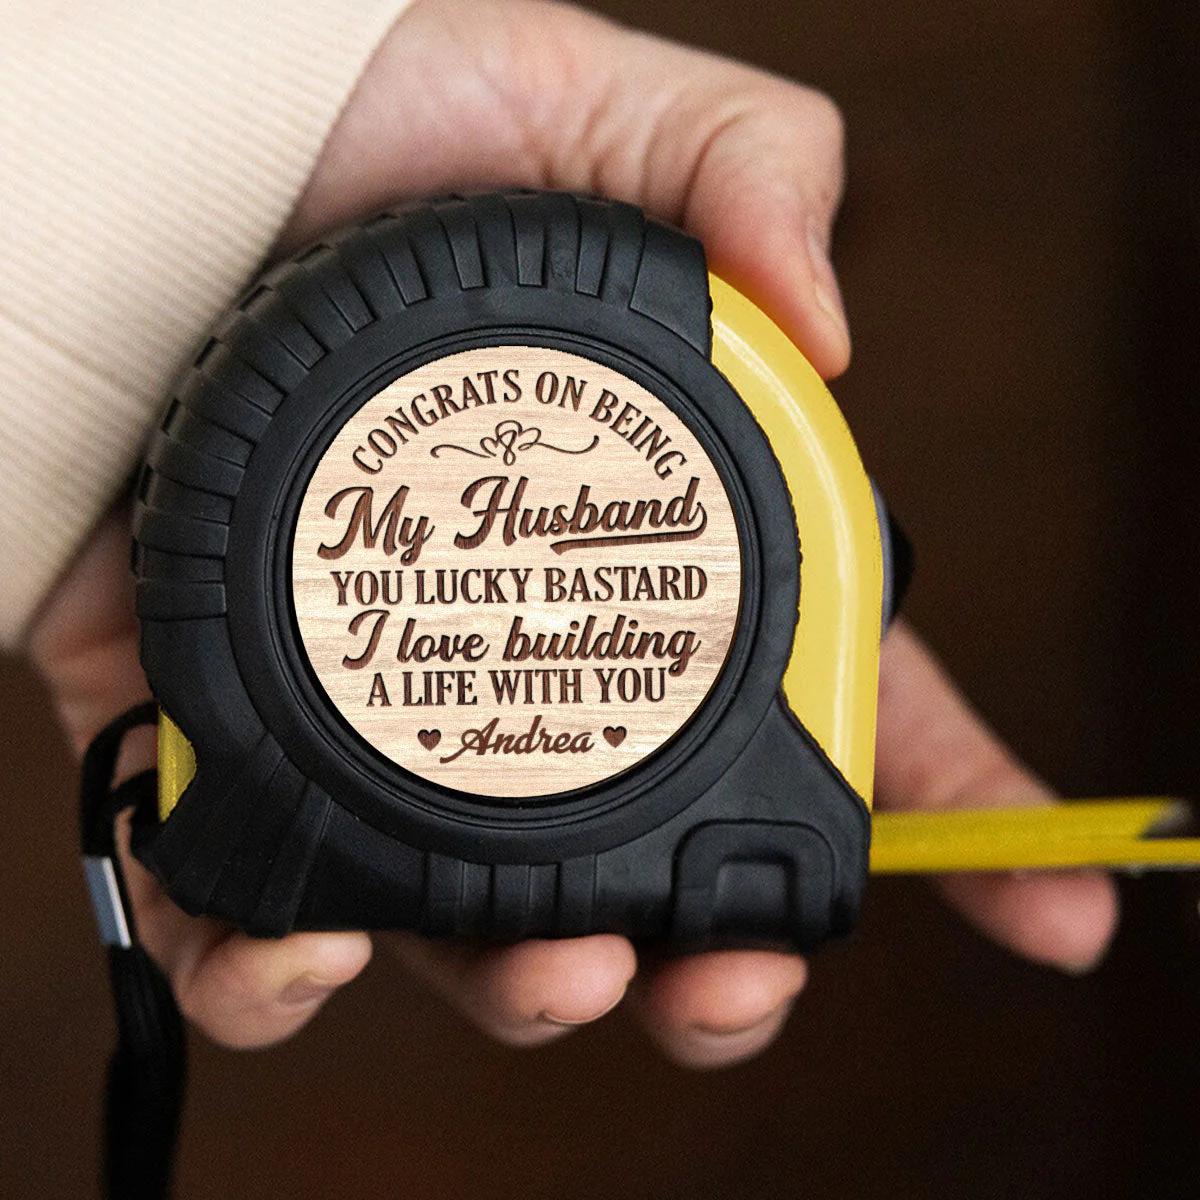 CONGRATS ON BEING
My Husband
YOU LUCKY BASTARD
I love building
A LIFE WITH YOU
Andrea